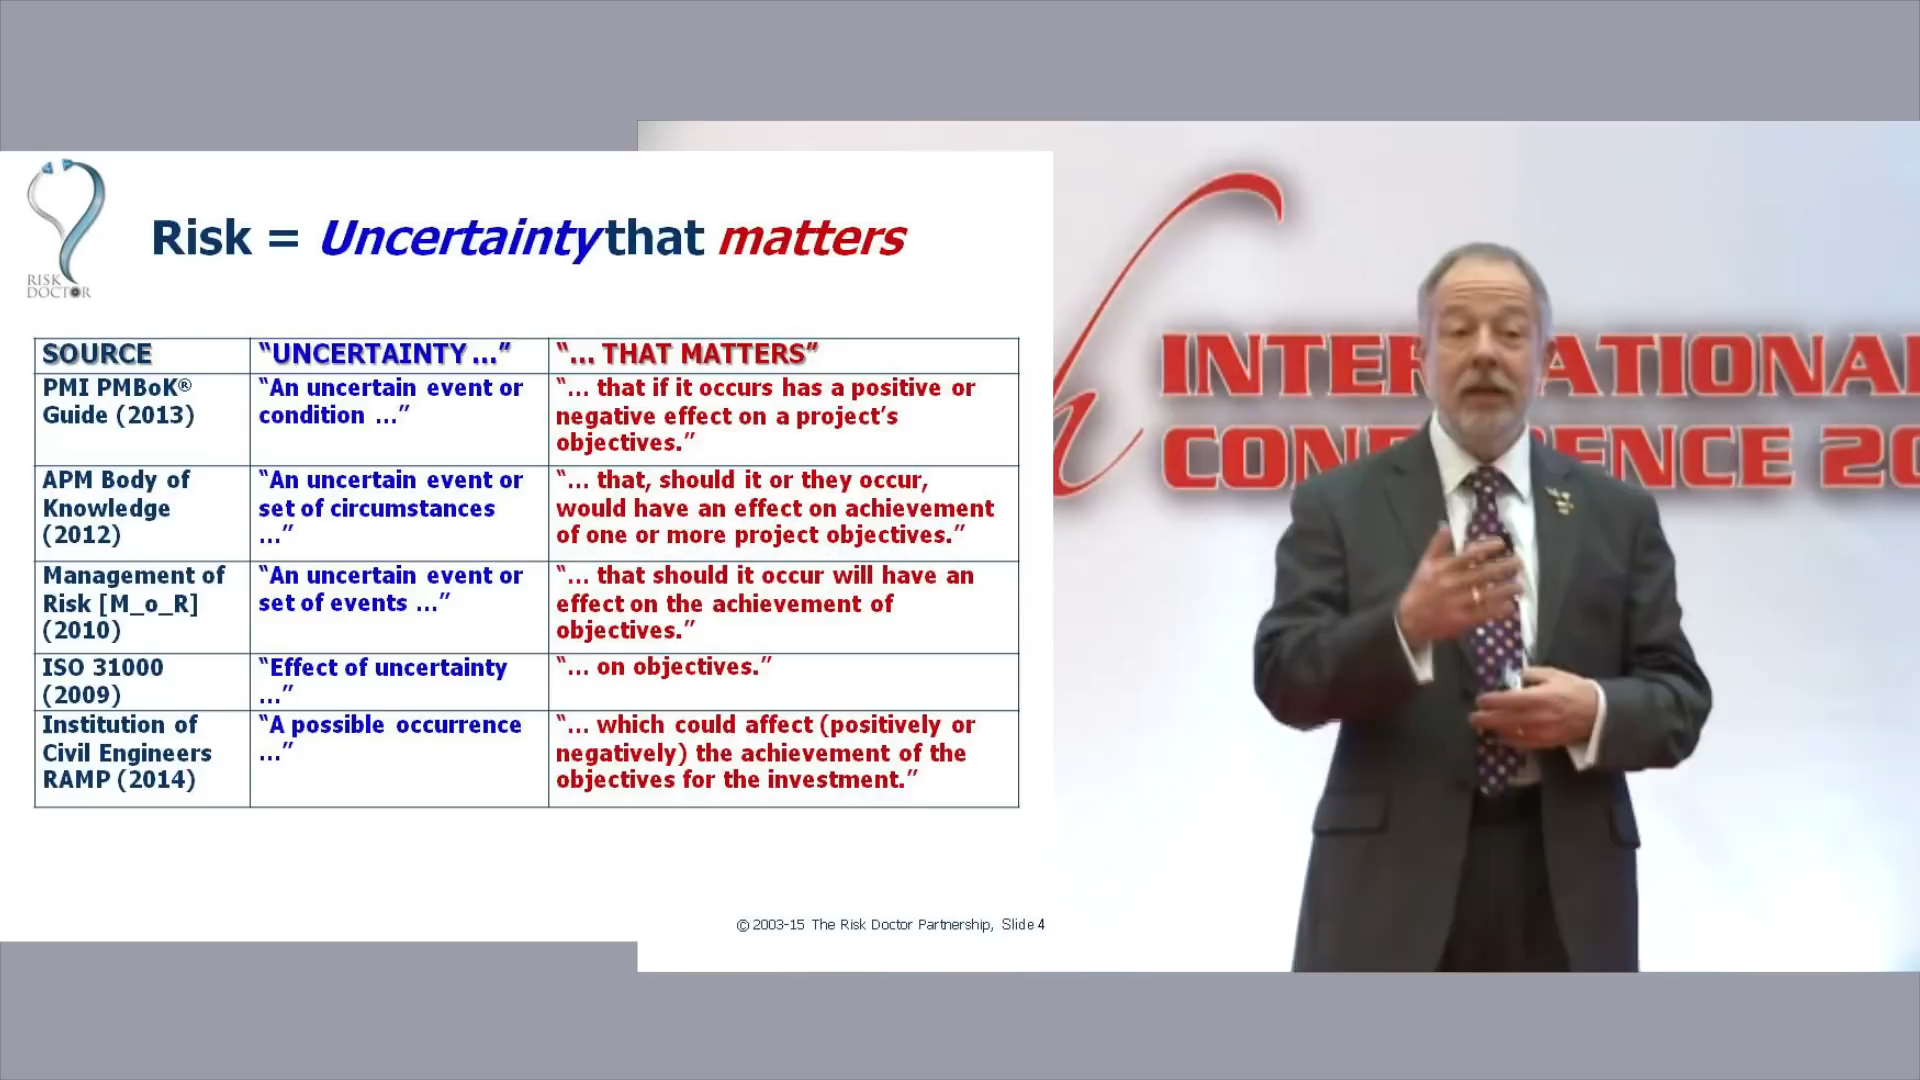 RISK
DOCTOR
Risk = Uncertainty that matters
SOURCE
“UNCERTAINTY ...”
“... THAT MATTERS”
PMI PMBoK®
Guide (2013)
“An uncertain event or
condition ...”
“... that if it occurs has a positive or
negative effect on a project’s
objectives.”
APM Body of
Knowledge
(2012)
“An uncertain event or
set of circumstances
...”
“... that, should it or they occur,
would have an effect on achievement
of one or more project objectives.”
Management of
Risk [M_o_R]
(2010)
“An uncertain event or
set of events ...”
“... that should it occur will have an
effect on the achievement of
objectives.”
ISO 31000
(2009)
“Effect of uncertainty
...”
“... on objectives.”
Institution of
Civil Engineers
RAMP (2014)
“A possible occurrence
...”
“... which could affect (positively or
negatively) the achievement of the
objectives for the investment.”
© 2003-15 The Risk Doctor Partnership, Slide 4
INTERNATIONAL
CONFERENCE 20